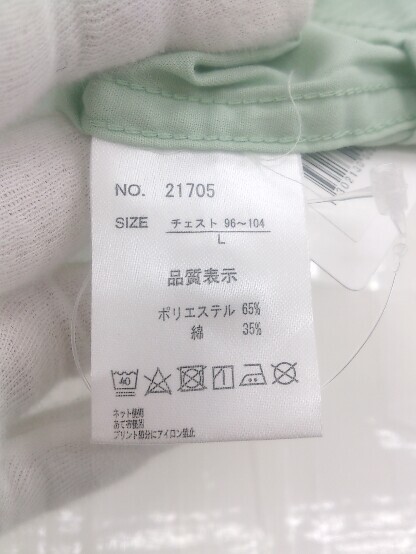 NO. 21705
SIZE チェスト 96〜104
L
品質表示
ポリエステル 65%
綿 35%
40
ネット使用
あて布使用
プリント部分にアイロン禁止